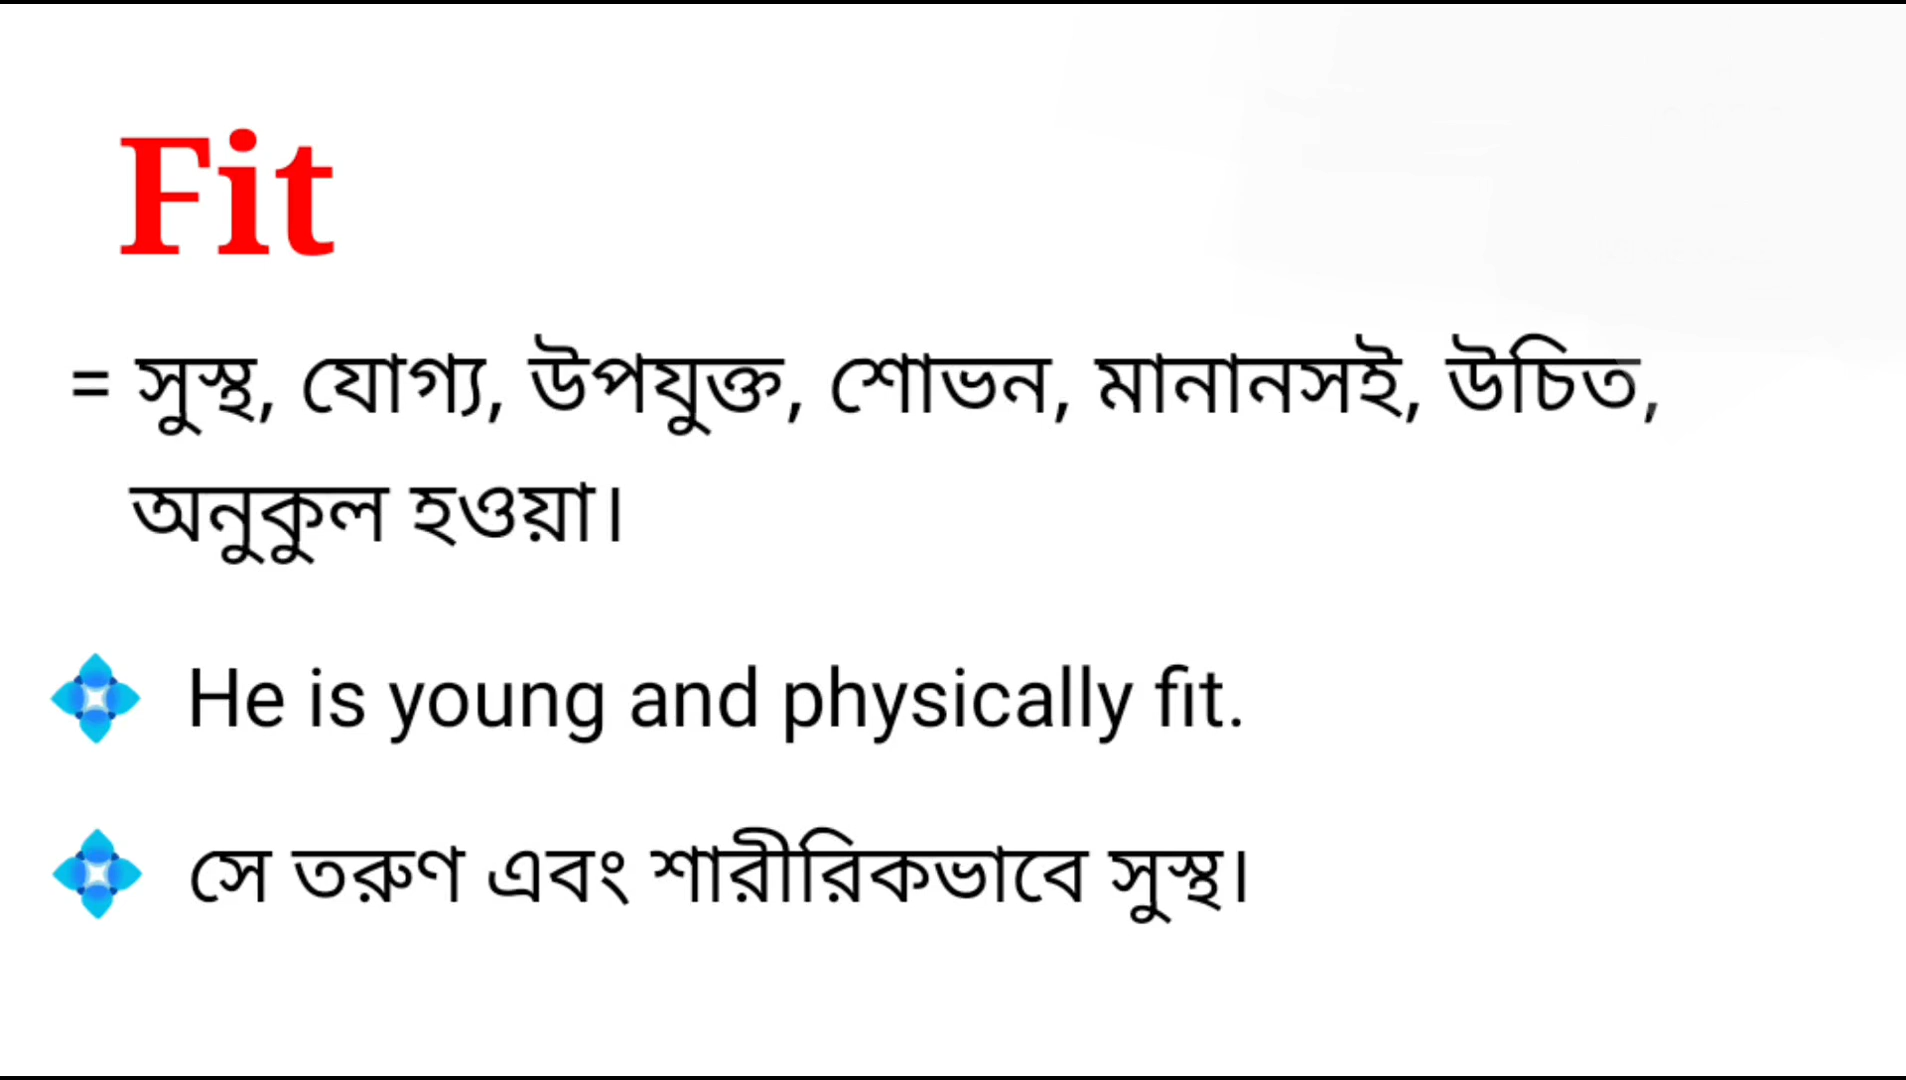 Fit
= সুস্থ, যোগ্য, উপযুক্ত, শোভন, মানানসই, উচিত,
অনুকুল হওয়া।
He is young and physically fit.
সে তরুণ এবং শারীরিকভাবে সুস্থ।